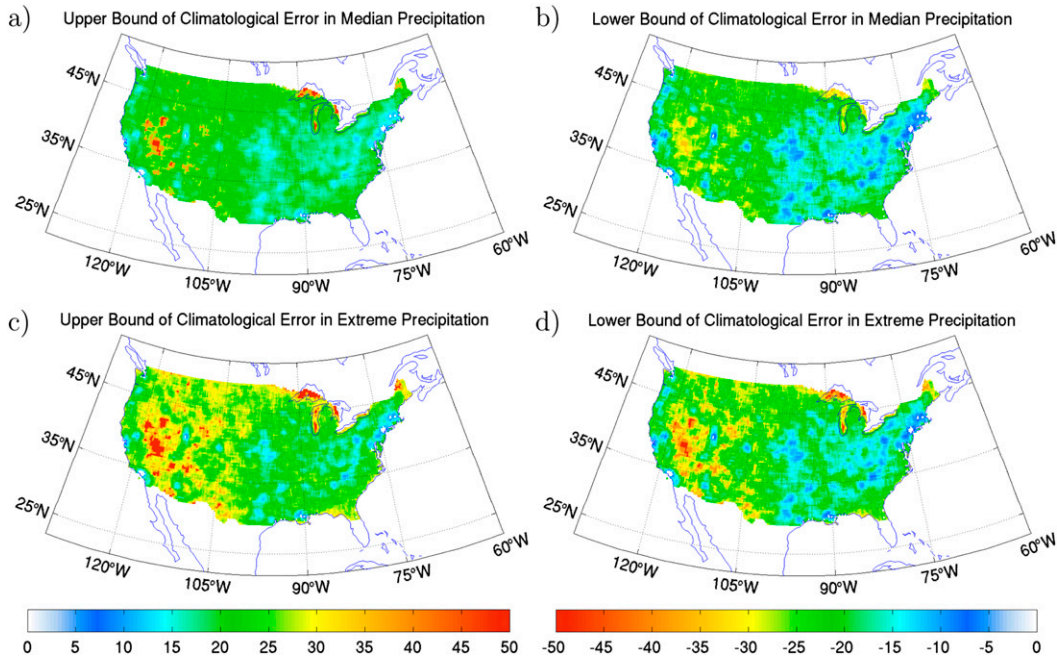 a) Upper Bound of Climatological Error in Median Precipitation
45°N
35°N
25°N
120°W
105°W
90°W
75°W
60°W
b) Lower Bound of Climatological Error in Median Precipitation
45°N
35°N
25°N
120°W
105°W
90°W
75°W
60°W
c) Upper Bound of Climatological Error in Extreme Precipitation
45°N
35°N
25°N
120°W
105°W
90°W
75°W
60°W
d) Lower Bound of Climatological Error in Extreme Precipitation
45°N
35°N
25°N
120°W
105°W
90°W
75°W
60°W
0 5 10 15 20 25 30 35 40 45 50
-50 -45 -40 -35 -30 -25 -20 -15 -10 -5 0